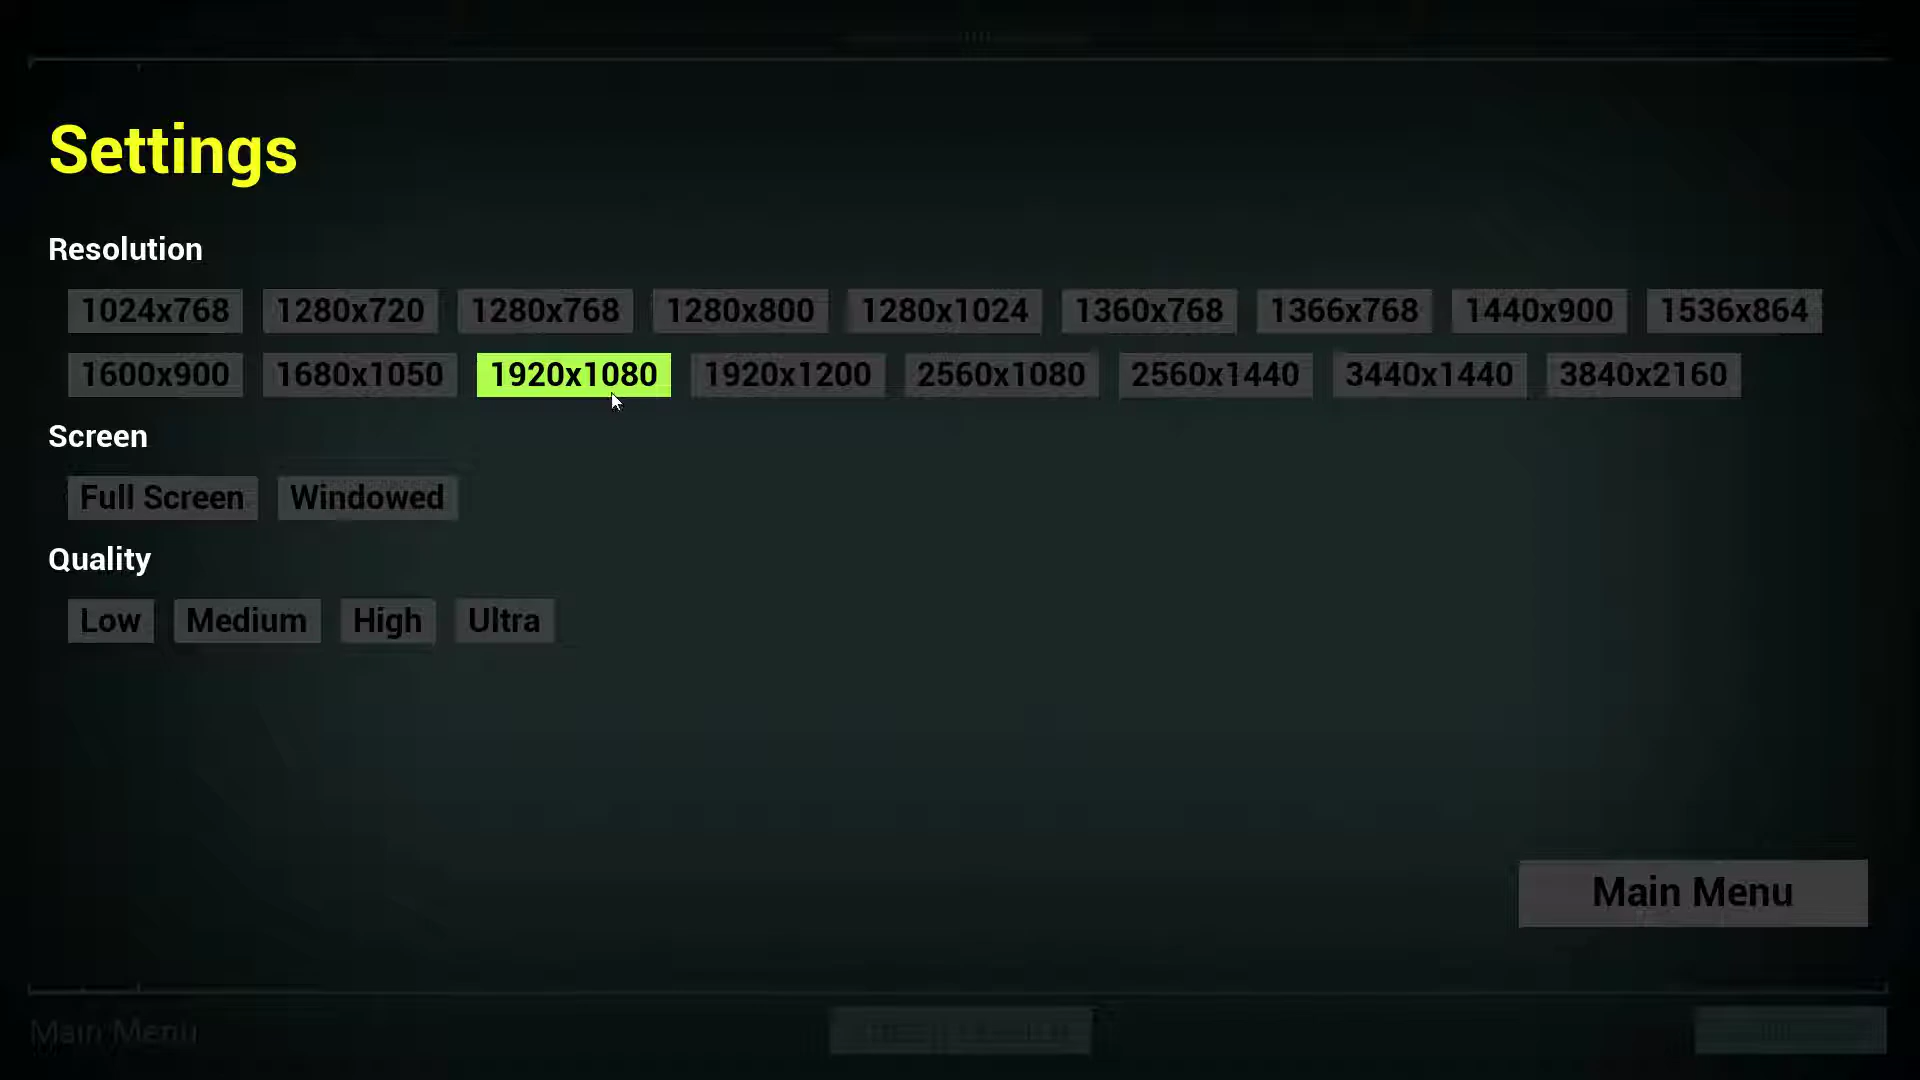 Settings
Resolution
1024x768 1280x720 1280x768 1280x800 1280x1024 1360x768 1366x768 1440x900 1536x864
1600x900 1680x1050 1920x1080 1920x1200 2560x1080 2560x1440 3440x1440 3840x2160
Screen
Full Screen Windowed
Quality
Low Medium High Ultra
Main Menu
Main Menu